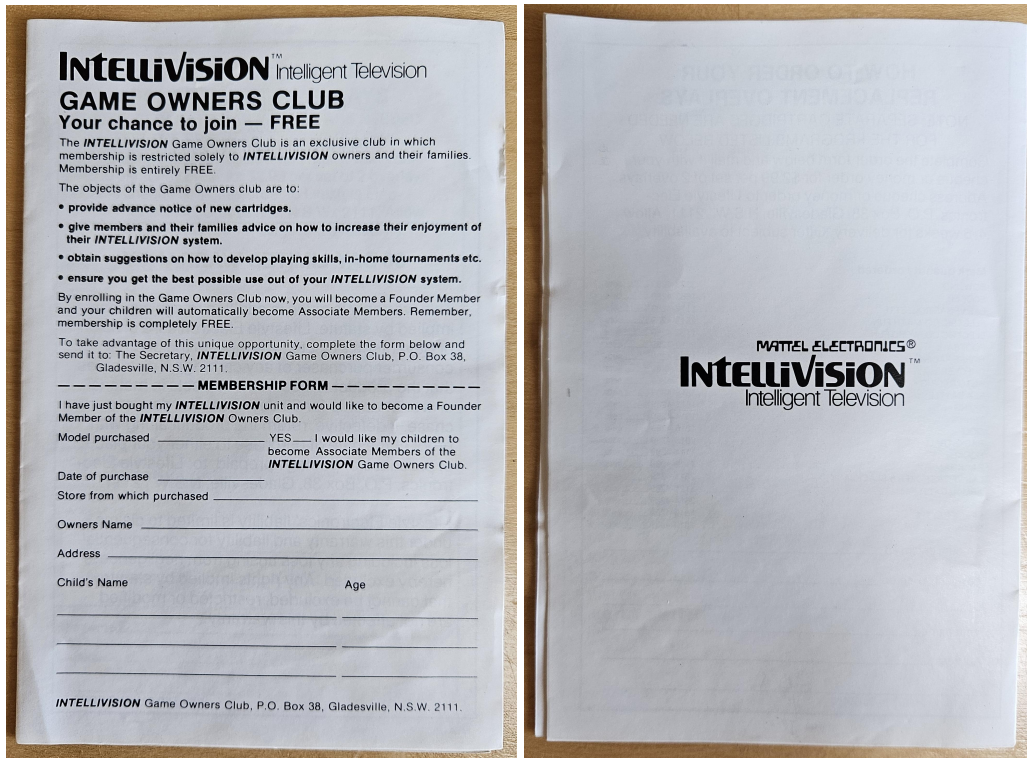 INTELLIVISION™ Intelligent Television
GAME OWNERS CLUB
Your chance to join — FREE
The INTELLIVISION Game Owners Club is an exclusive club in which
membership is restricted solely to INTELLIVISION owners and their families.
Membership is entirely FREE.
The objects of the Game Owners club are to:
• provide advance notice of new cartridges.
• give members and their families advice on how to increase their enjoyment of
their INTELLIVISION system.
• obtain suggestions on how to develop playing skills, in-home tournaments etc.
• ensure you get the best possible use out of your INTELLIVISION system.
By enrolling in the Game Owners Club now, you will become a Founder Member
and your children will automatically become Associate Members. Remember,
membership is completely FREE.
To take advantage of this unique opportunity, complete the form below and
send it to: The Secretary, INTELLIVISION Game Owners Club, P.O. Box 38,
Gladesville, N.S.W. 2111.
MEMBERSHIP FORM
I have just bought my INTELLIVISION unit and would like to become a Founder
Member of the INTELLIVISION Owners Club.
Model purchased YES I would like my children to
become Associate Members of the
INTELLIVISION Game Owners Club.
Date of purchase
Store from which purchased
Owners Name
Address
Child's Name Age
INTELLIVISION Game Owners Club, P.O. Box 38, Gladesville, N.S.W. 2111.
MATTEL ELECTRONICS®
INTELLIVISION™
Intelligent Television